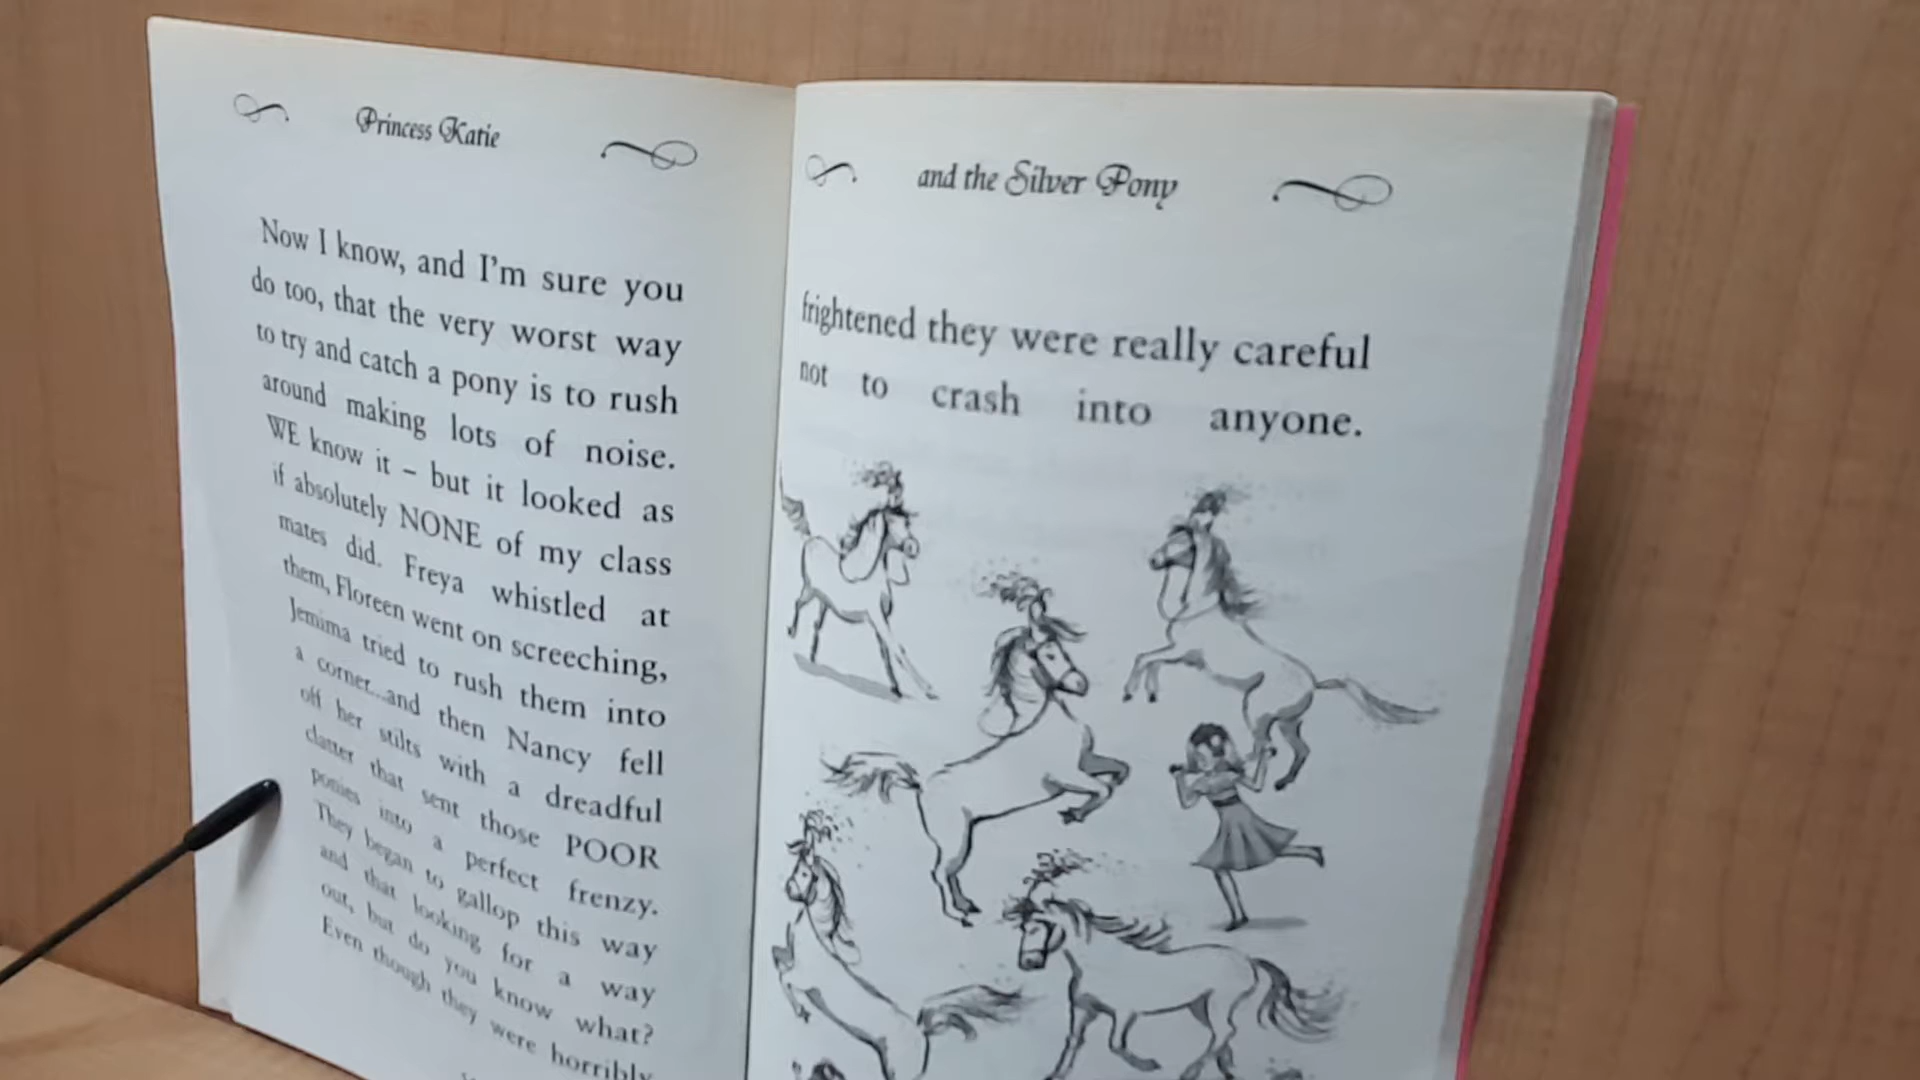 Princess Katie
Now I know, and I'm sure you
do too, that the very worst way
to try and catch a pony is to rush
around making lots of noise.
WE know it – but it looked as
if absolutely NONE of my class
mates did. Freya whistled at
them, Floreen went on screeching,
Jemima tried to rush them into
a corner...and then Nancy fell
off her stilts with a dreadful
clatter that sent those POOR
ponies into a perfect frenzy.
They began to gallop this way
and that looking for a way
out, but do you know what?
Even though they were horribly
and the Silver Pony
frightened they were really careful
not to crash into anyone.